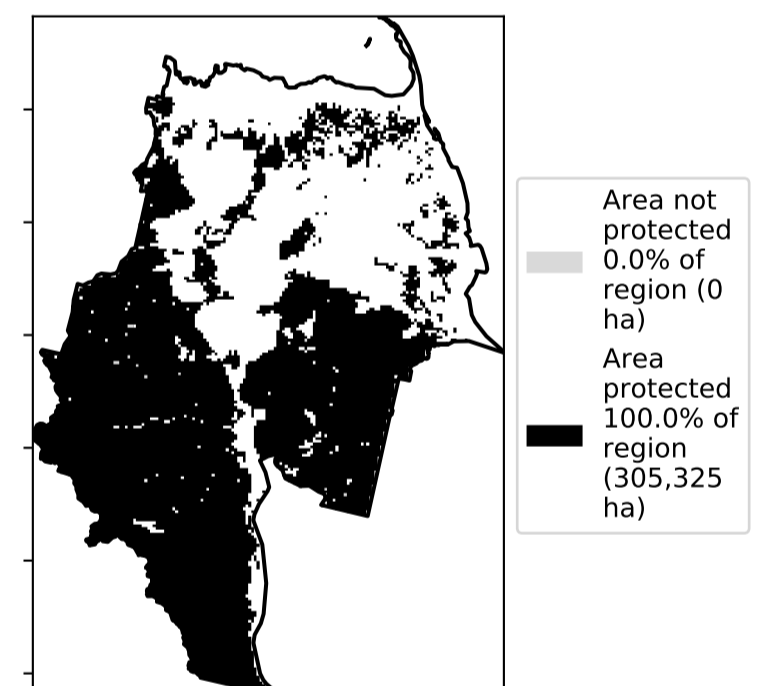 Area not
protected
0.0% of
region (0
ha)
Area
protected
100.0% of
region
(305,325
ha)